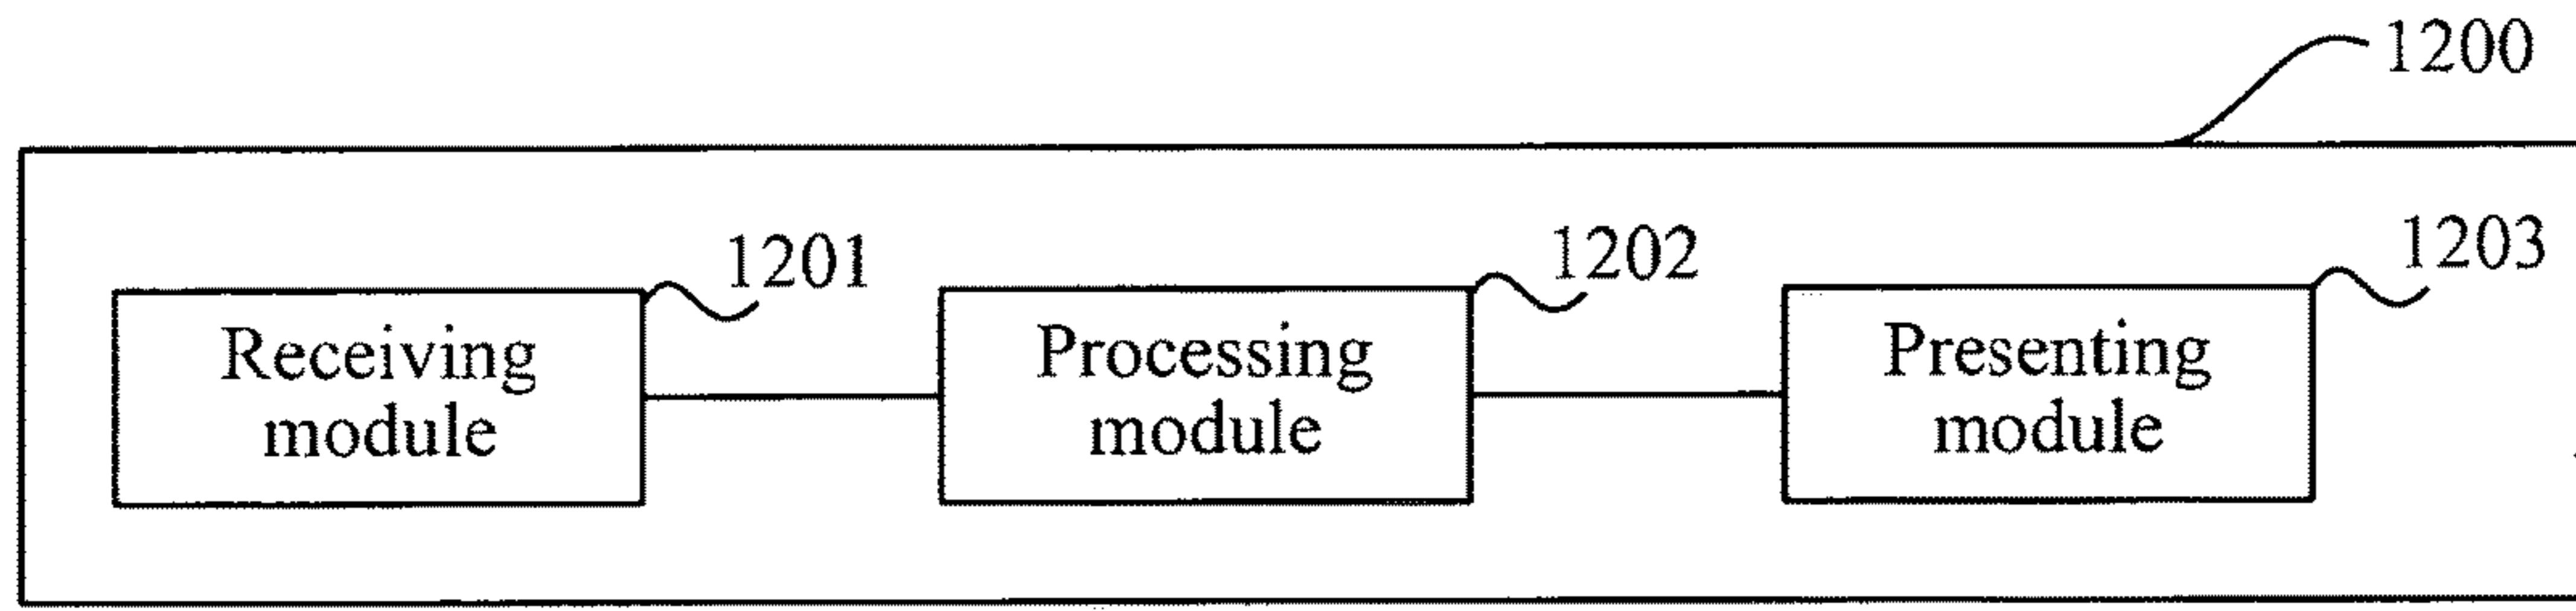 1200
1201
1202
1203
Receiving
module
Processing
module
Presenting
module